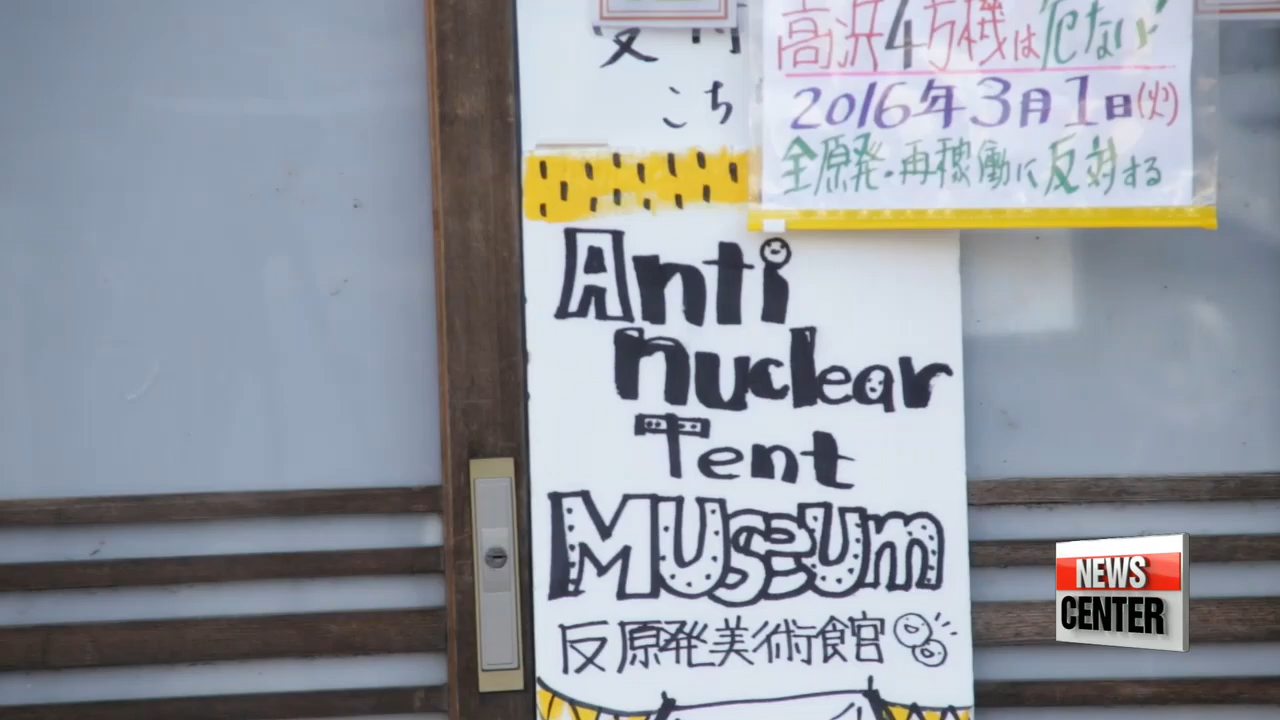 こち
高浜4万機は危ない
2016年3月1日(火)
全原発・再稼働に反対する
Anti
nuclear
Tent
Museum
反原発美術食官
NEWS
CENTER